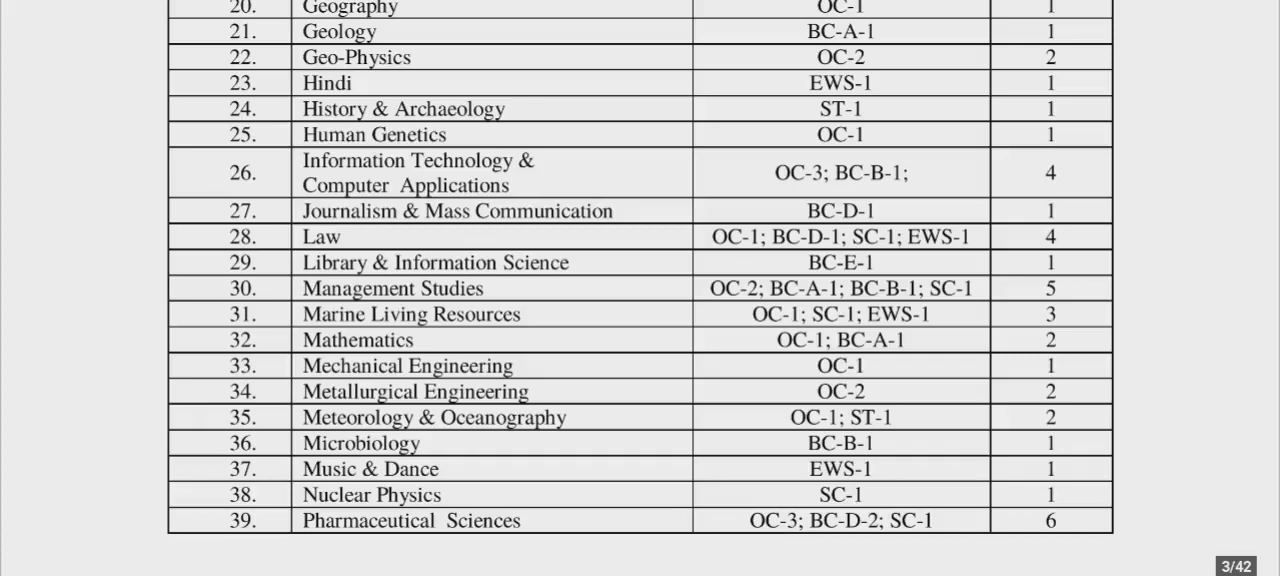 20. Geography OC-1 1
21. Geology BC-A-1 1
22. Geo-Physics OC-2 2
23. Hindi EWS-1 1
24. History & Archaeology ST-1 1
25. Human Genetics OC-1 1
26. Information Technology & Computer Applications OC-3; BC-B-1; 4
27. Journalism & Mass Communication BC-D-1 1
28. Law OC-1; BC-D-1; SC-1; EWS-1 4
29. Library & Information Science BC-E-1 1
30. Management Studies OC-2; BC-A-1; BC-B-1; SC-1 5
31. Marine Living Resources OC-1; SC-1; EWS-1 3
32. Mathematics OC-1; BC-A-1 2
33. Mechanical Engineering OC-1 1
34. Metallurgical Engineering OC-2 2
35. Meteorology & Oceanography OC-1; ST-1 2
36. Microbiology BC-B-1 1
37. Music & Dance EWS-1 1
38. Nuclear Physics SC-1 1
39. Pharmaceutical Sciences OC-3; BC-D-2; SC-1 6
3/42